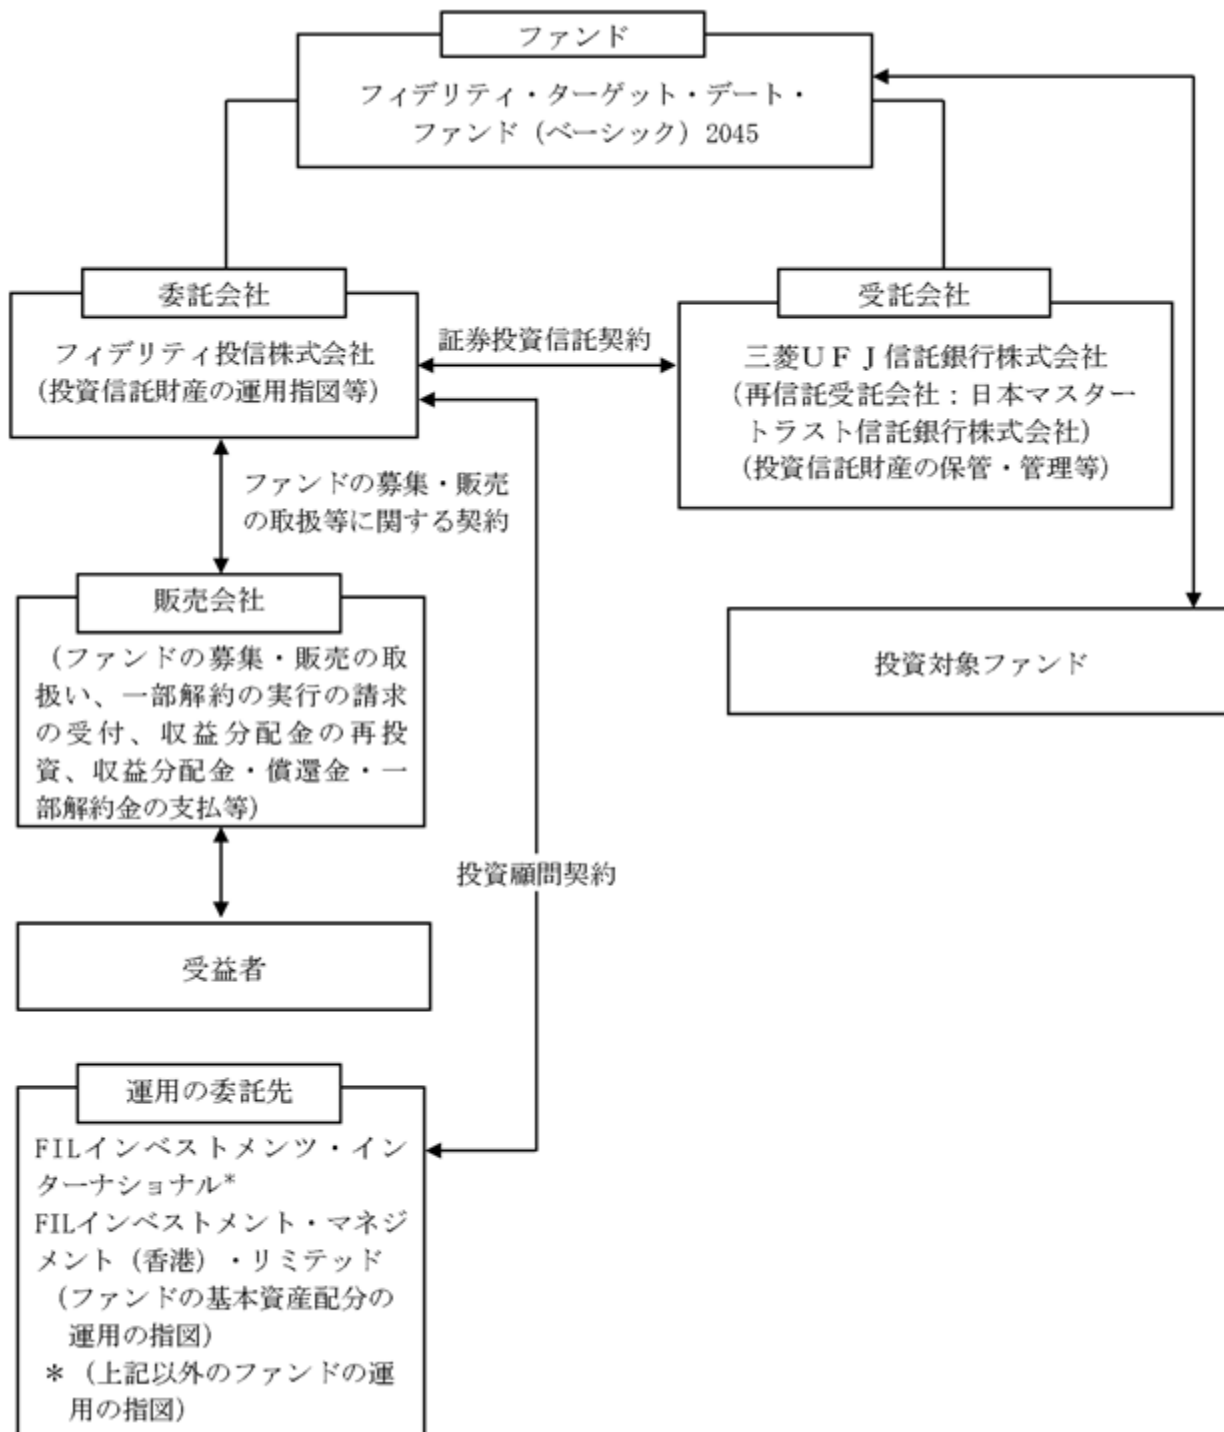 ファンド
フィデリティ・ターゲット・デート・
ファンド（ベーシック）2045
委託会社
フィデリティ投信株式会社
（投資信託財産の運用指図等）
証券投資信託契約
受託会社
三菱ＵＦＪ信託銀行株式会社
（再信託受託会社：日本マスター
トラスト信託銀行株式会社）
（投資信託財産の保管・管理等）
ファンドの募集・販売
の取扱等に関する契約
販売会社
（ファンドの募集・販売の取
扱い、一部解約の実行の請求
の受付、収益分配金の再投
資、収益分配金・償還金・一
部解約金の支払等）
投資対象ファンド
投資顧問契約
受益者
運用の委託先
FILインベストメンツ・イン
ターナショナル*
FILインベストメント・マネジ
メント（香港）・リミテッド
（ファンドの基本資産配分の
運用の指図）
＊（上記以外のファンドの運
用の指図）